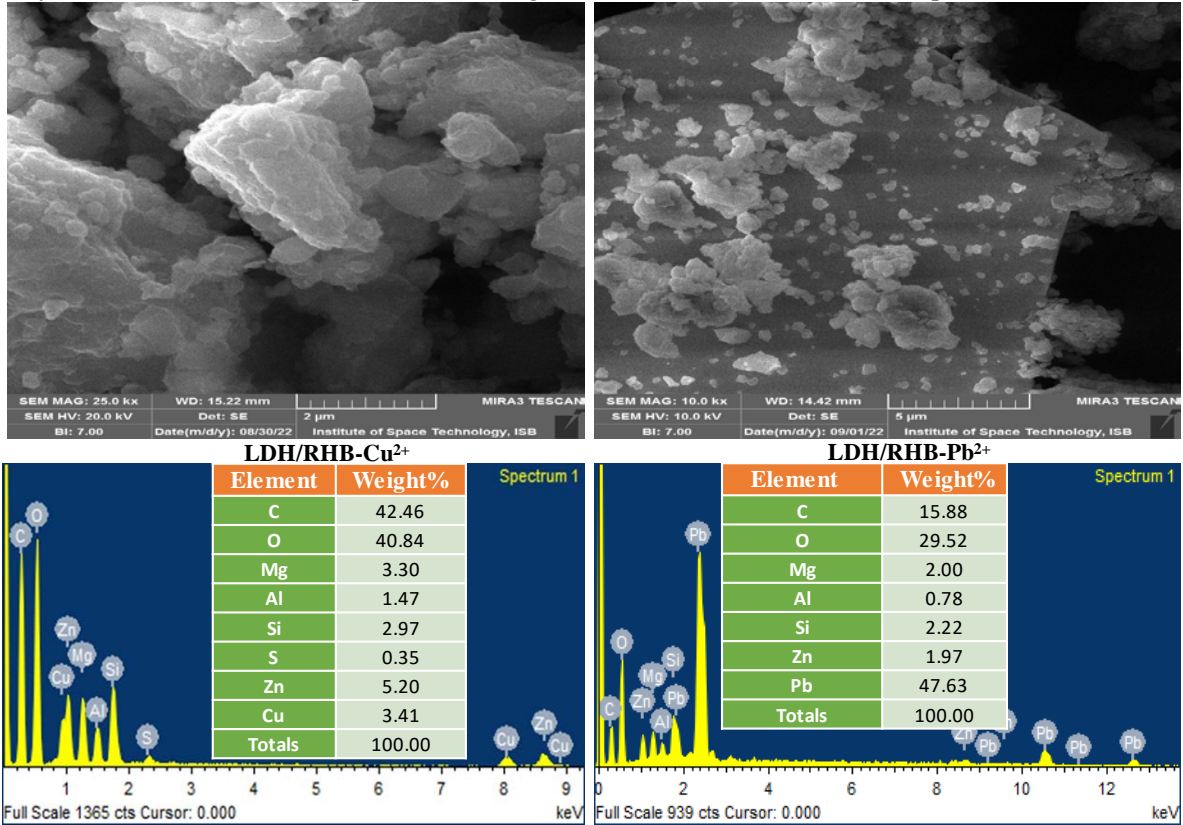 SEM MAG: 25.0 kx WD: 15.22 mm MIRA3 TESCAN
SEM HV: 20.0 kV Det: SE 2 µm
BI: 7.00 Date(m/d/y): 08/30/22 Institute of Space Technology, ISB
SEM MAG: 10.0 kx WD: 14.42 mm MIRA3 TESCAN
SEM HV: 10.0 kV Det: SE 5 µm
BI: 7.00 Date(m/d/y): 09/01/22 Institute of Space Technology, ISB
LDH/RHB-Cu²⁺
Spectrum 1
Element Weight%
C 42.46
O 40.84
Mg 3.30
Al 1.47
Si 2.97
S 0.35
Zn 5.20
Cu 3.41
Totals 100.00
C
O
Zn
Cu
Mg
Al
Si
S
Cu
Zn
Cu
1 2 3 4 5 6 7 8 9
Full Scale 1365 cts Cursor: 0.000 keV
LDH/RHB-Pb²⁺
Spectrum 1
Element Weight%
C 15.88
O 29.52
Mg 2.00
Al 0.78
Si 2.22
Zn 1.97
Pb 47.63
Totals 100.00
Pb
O
Si
Mg
C
Zn
Al
Pb
Zn
Pb
Pb
Pb
Pb
0 2 4 6 8 10 12
Full Scale 939 cts Cursor: 0.000 keV